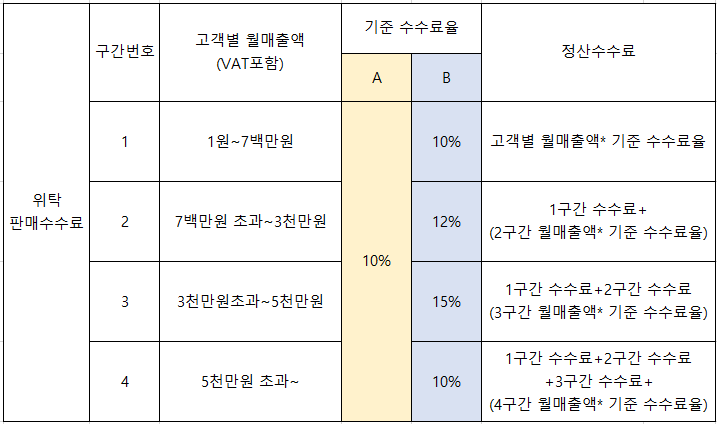 위탁
판매수수료
구간번호
고객별 월매출액
(VAT포함)
기준 수수료율
A
B
정산수수료
1
1원~7백만원
10%
10%
고객별 월매출액* 기준 수수료율
2
7백만원 초과~3천만원
12%
1구간 수수료+
(2구간 월매출액* 기준 수수료율)
3
3천만원초과~5천만원
15%
1구간 수수료+2구간 수수료
(3구간 월매출액* 기준 수수료율)
4
5천만원 초과~
10%
1구간 수수료+2구간 수수료
+3구간 수수료+
(4구간 월매출액* 기준 수수료율)